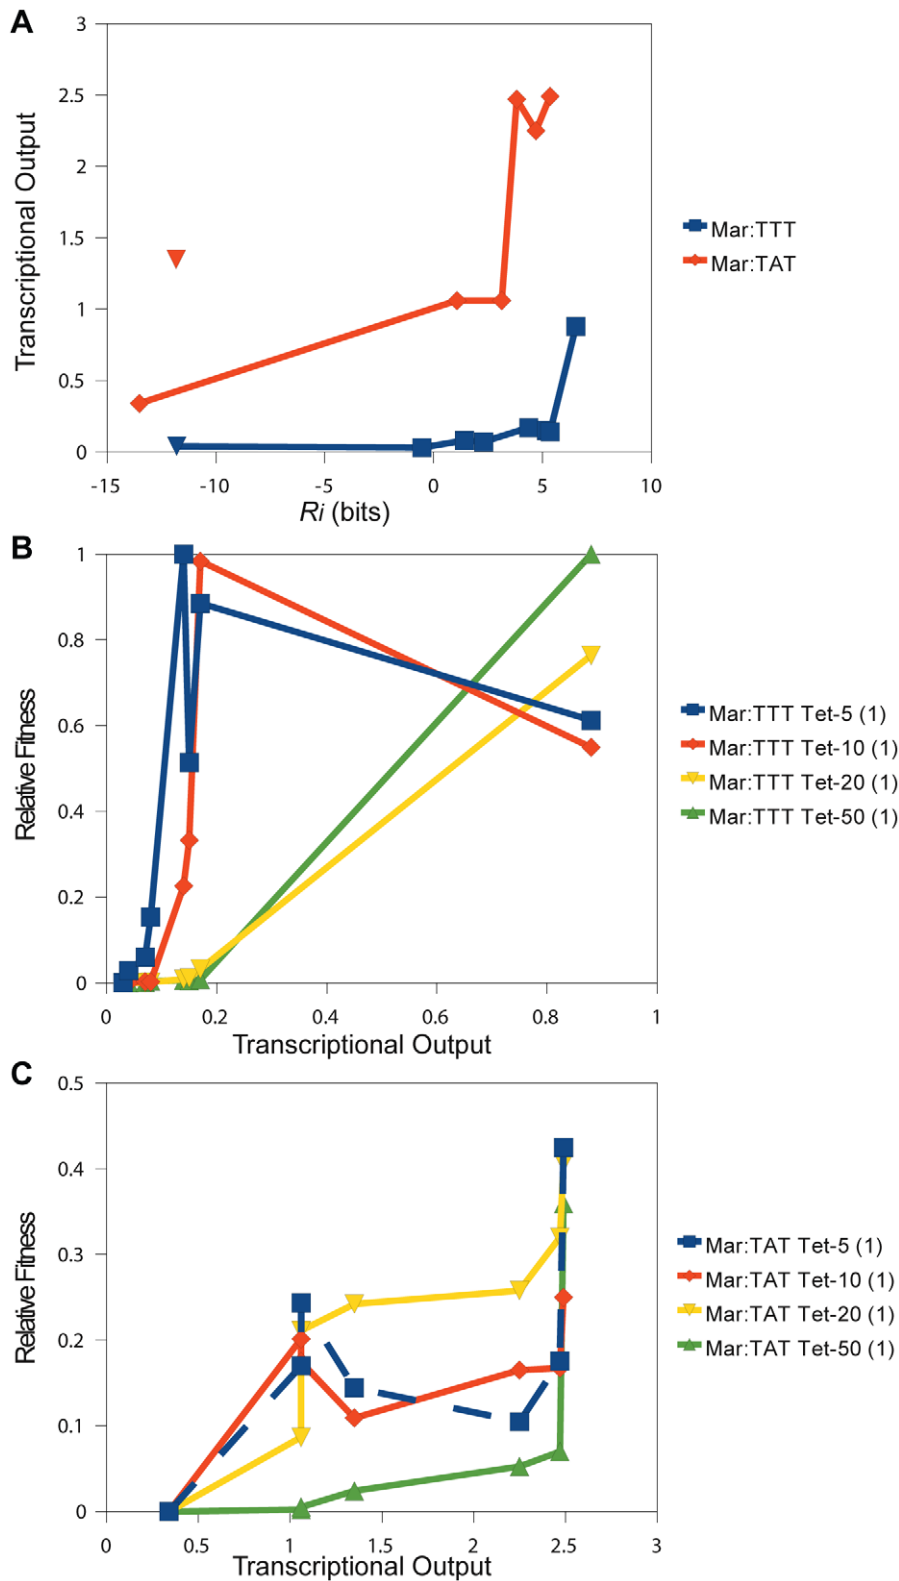 A
3
2.5
2
1.5
1
0.5
0
Transcriptional Output
-15 -10 -5 0 5 10
Ri (bits)
Mar:TTT
Mar:TAT
B
1
0.8
0.6
0.4
0.2
0
Relative Fitness
0 0.2 0.4 0.6 0.8 1
Transcriptional Output
Mar:TTT Tet-5 (1)
Mar:TTT Tet-10 (1)
Mar:TTT Tet-20 (1)
Mar:TTT Tet-50 (1)
C
0.5
0.4
0.3
0.2
0.1
0
Relative Fitness
0 0.5 1 1.5 2 2.5 3
Transcriptional Output
Mar:TAT Tet-5 (1)
Mar:TAT Tet-10 (1)
Mar:TAT Tet-20 (1)
Mar:TAT Tet-50 (1)